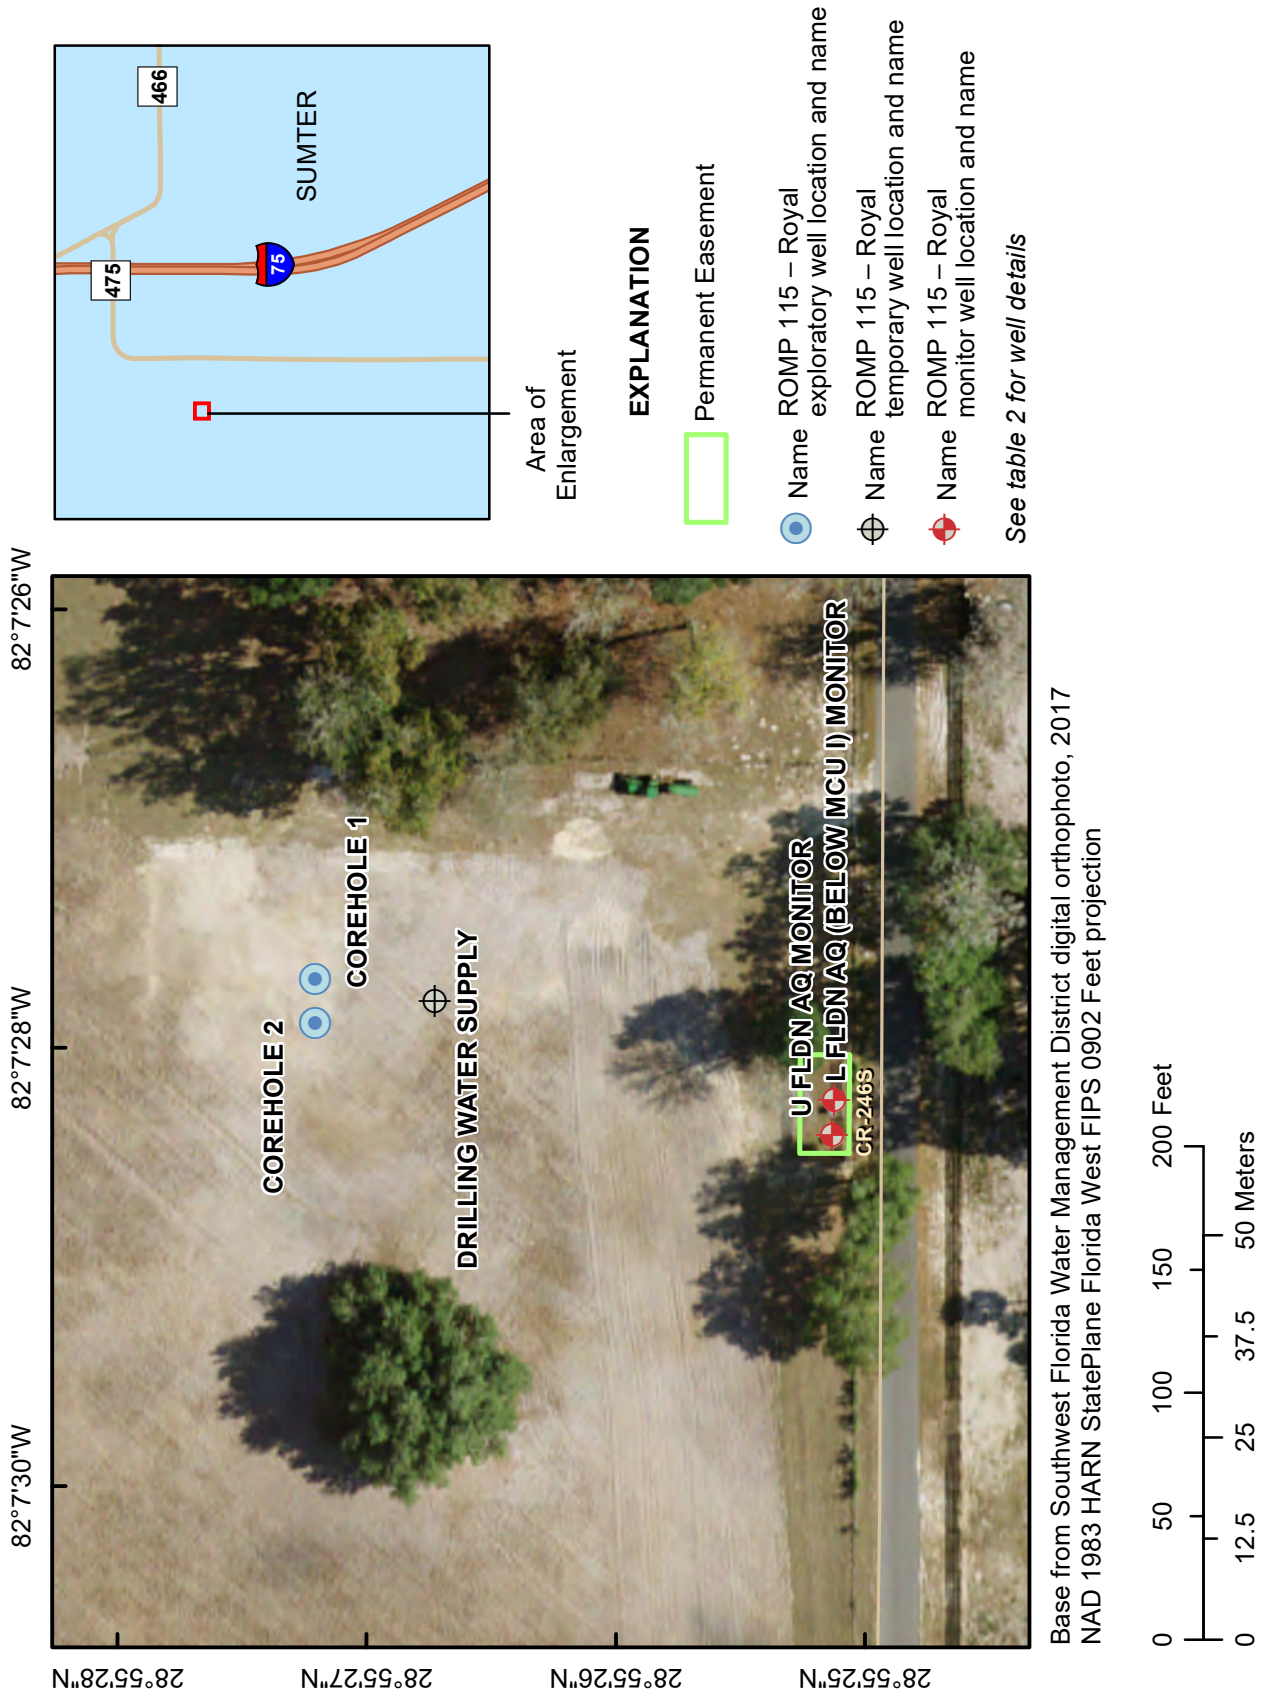 82°7'30"W
82°7'28"W
82°7'26"W
28°55'28"N
28°55'27"N
28°55'26"N
28°55'25"N
COREHOLE 2
COREHOLE 1
DRILLING WATER SUPPLY
U FLDN AQ MONITOR
L FLDN AQ (BELOW MCU I) MONITOR
CR-246S
Base from Southwest Florida Water Management District digital orthophoto, 2017
NAD 1983 HARN StatePlane Florida West FIPS 0902 Feet projection
0 50 100 150 200 Feet
0 12.5 25 37.5 50 Meters
475
466
75
SUMTER
Area of
Enlargement
EXPLANATION
Permanent Easement
Name ROMP 115 – Royal
exploratory well location and name
Name ROMP 115 – Royal
temporary well location and name
Name ROMP 115 – Royal
monitor well location and name
See table 2 for well details